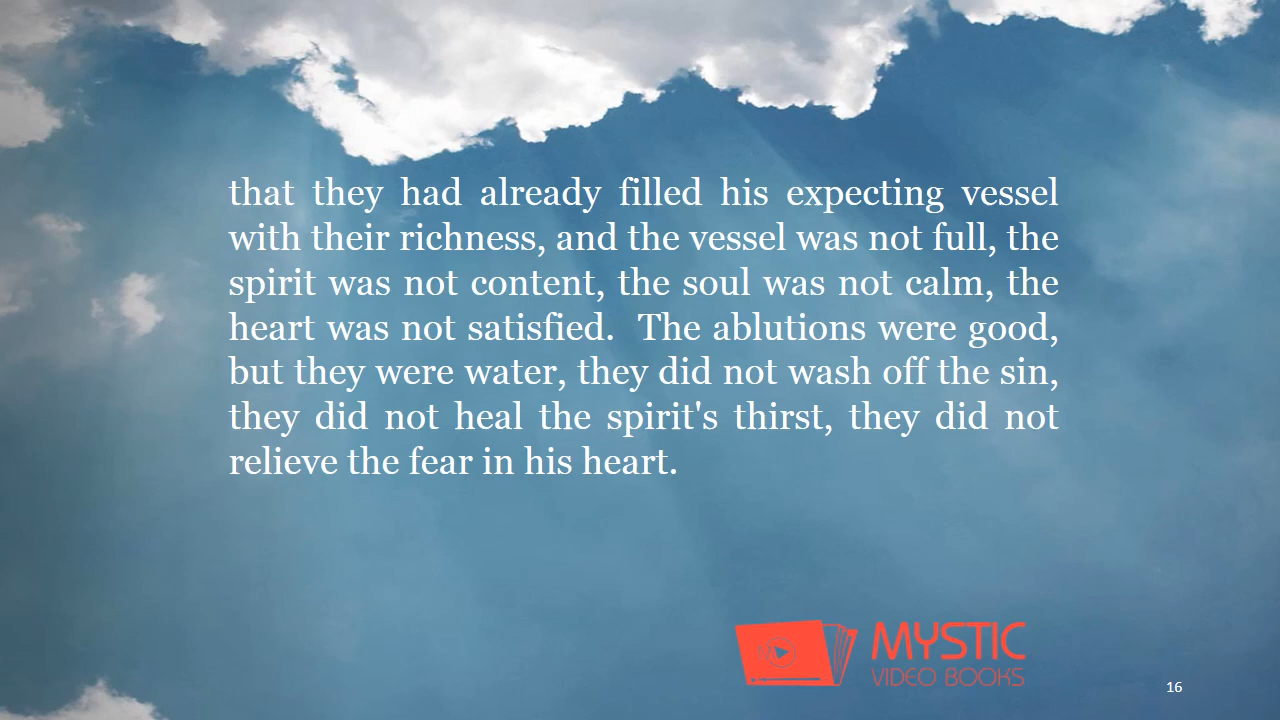 that they had already filled his expecting vessel
with their richness, and the vessel was not full, the
spirit was not content, the soul was not calm, the
heart was not satisfied.  The ablutions were good,
but they were water, they did not wash off the sin,
they did not heal the spirit's thirst, they did not
relieve the fear in his heart.
MYSTIC
VIDEO BOOKS
16